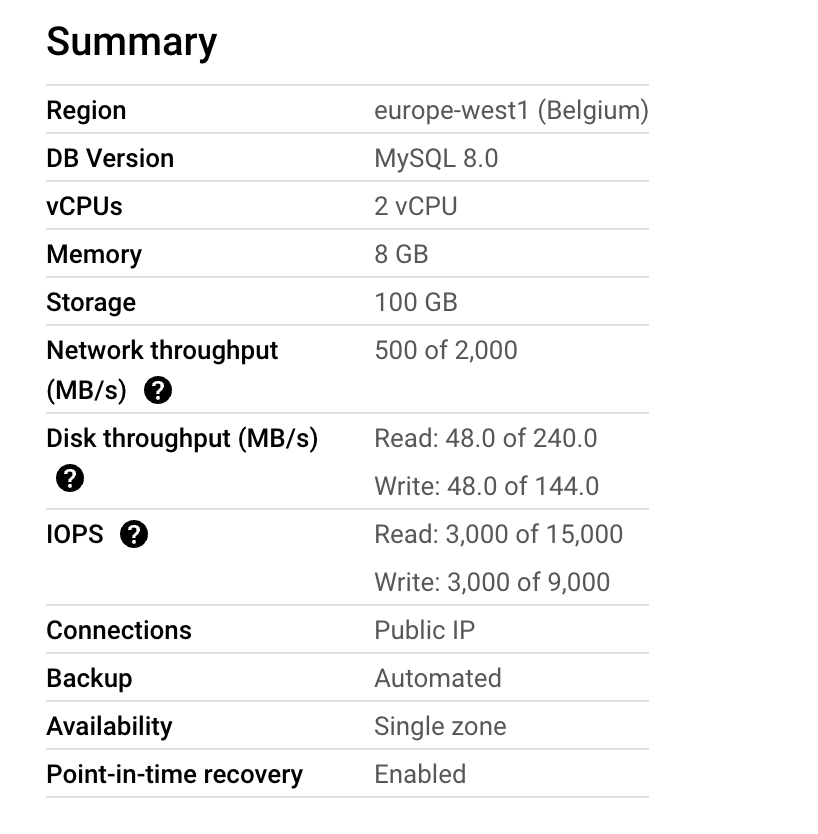 Summary
Region europe-west1 (Belgium)
DB Version MySQL 8.0
vCPUs 2 vCPU
Memory 8 GB
Storage 100 GB
Network throughput 500 of 2,000
(MB/s) ?
Disk throughput (MB/s) Read: 48.0 of 240.0
? Write: 48.0 of 144.0
IOPS ? Read: 3,000 of 15,000
Write: 3,000 of 9,000
Connections Public IP
Backup Automated
Availability Single zone
Point-in-time recovery Enabled